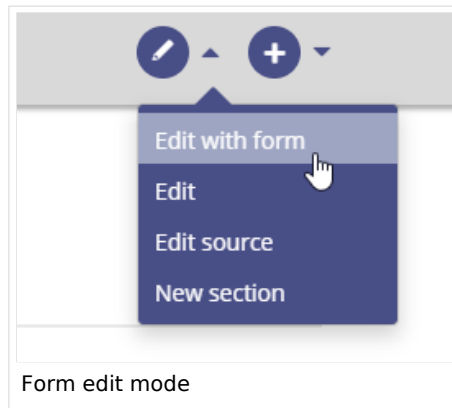 Edit with form
Edit
Edit source
New section
Form edit mode